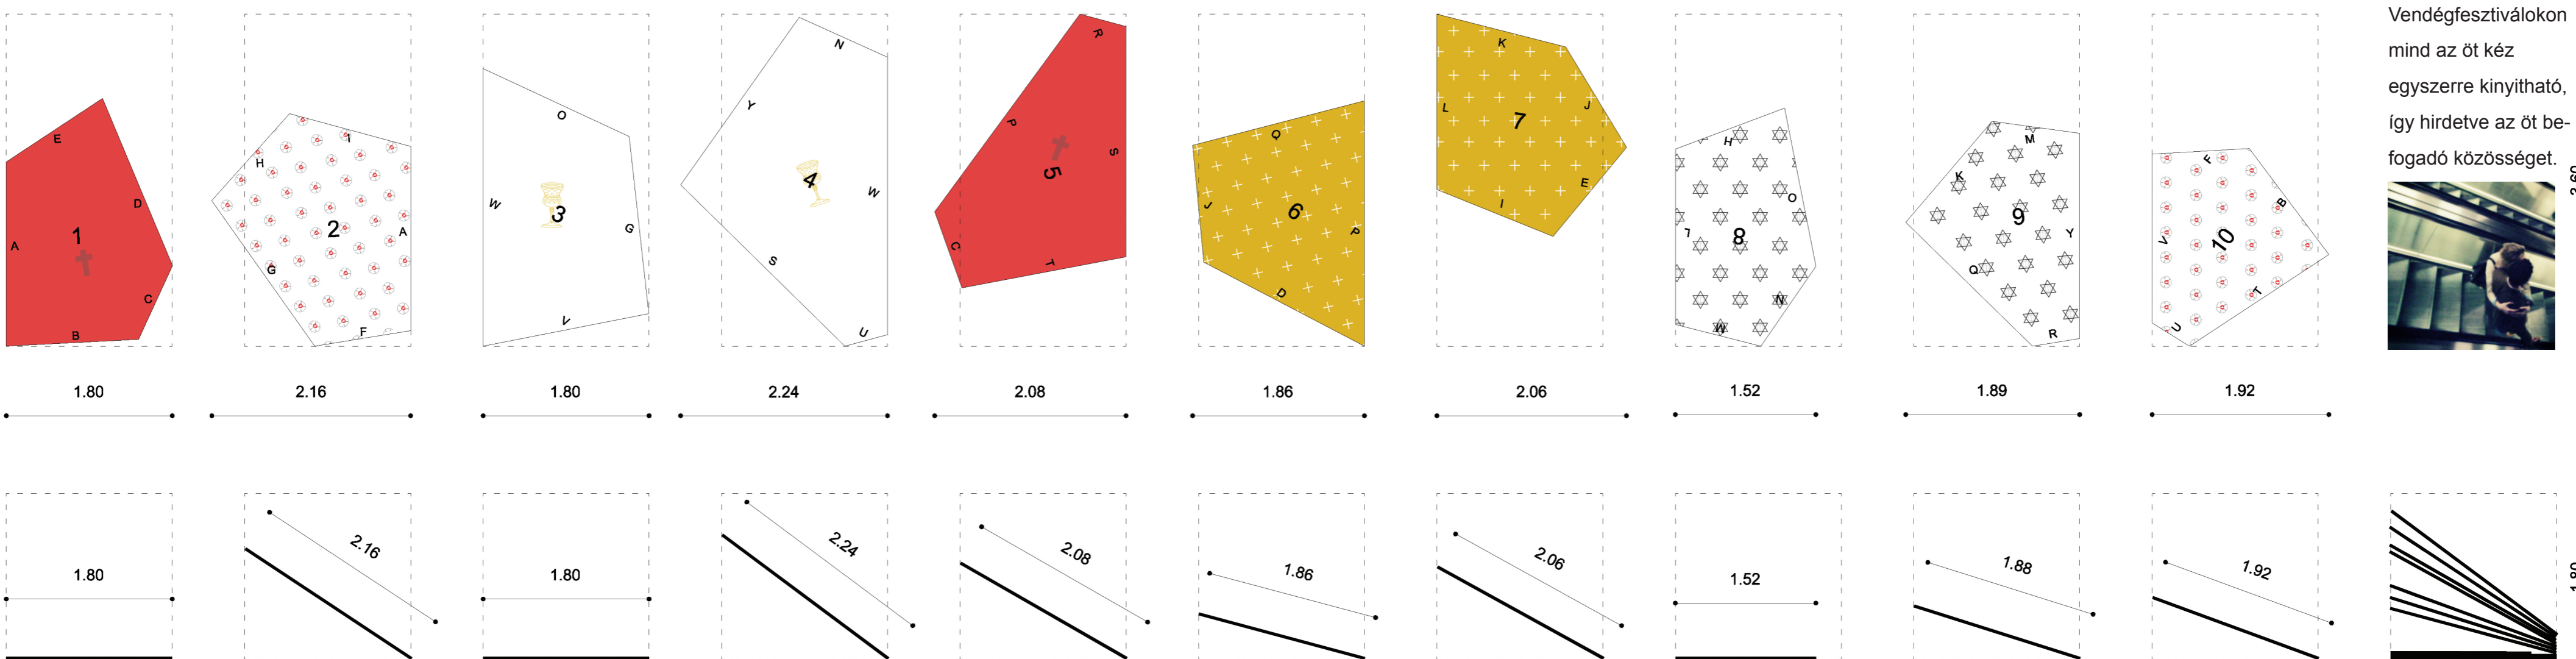 Vendégfesztiválokon
mind az öt kéz
egyszerre kinyitható,
így hirdetve az öt be-
fogadó közösséget.
E
D
A
1
C
B
I
H
2
A
G
F
O
W
3
G
V
N
Y
4
W
S
U
R
P
S
5
C
T
Q
J
6
P
D
K
L
J
7
E
I
H
O
L
8
N
M
M
K
9
Y
Q
R
F
B
V
10
T
U
1.80
2.16
1.80
2.24
2.08
1.86
2.06
1.52
1.89
1.92
1.80
2.16
1.80
2.24
2.08
1.86
2.06
1.52
1.88
1.92